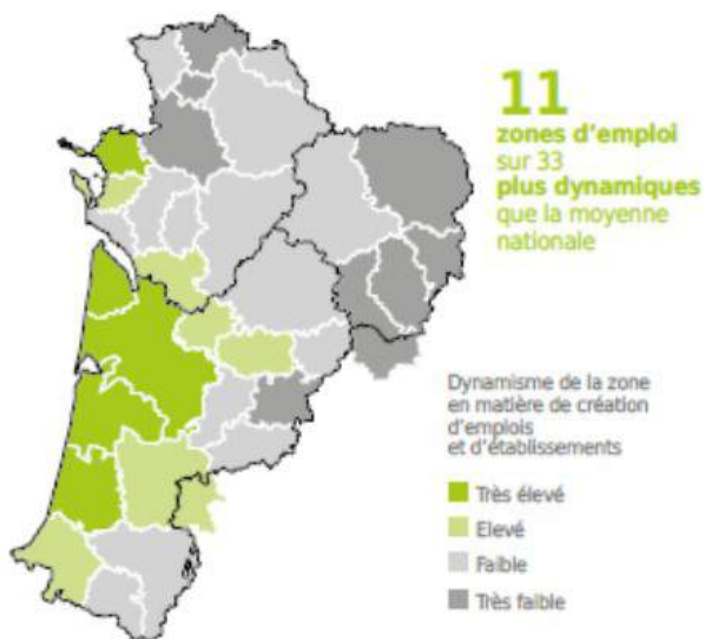 11
zones d'emploi
sur 33
plus dynamiques
que la moyenne
nationale
Dynamisme de la zone
en matière de création
d'emplois
et d'établissements
Très élevé
Elevé
Faible
Très faible